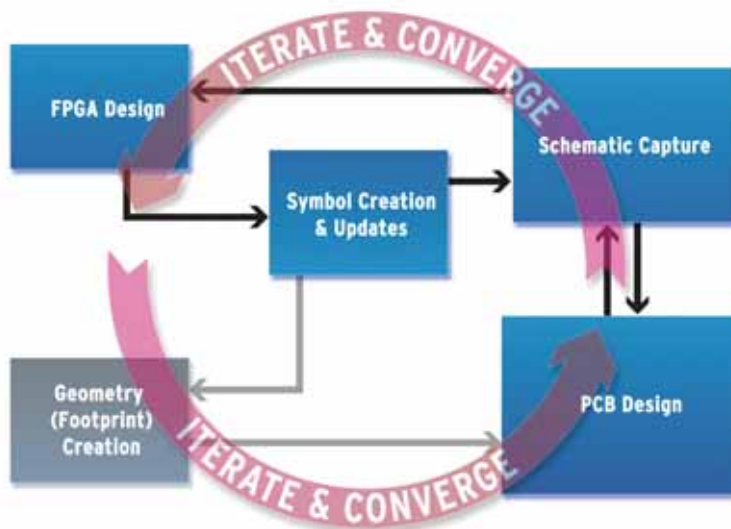 ITERATE & CONVERGE
FPGA Design
Schematic Capture
Symbol Creation
& Updates
Geometry
(Footprint)
Creation
PCB Design
ITERATE & CONVERGE